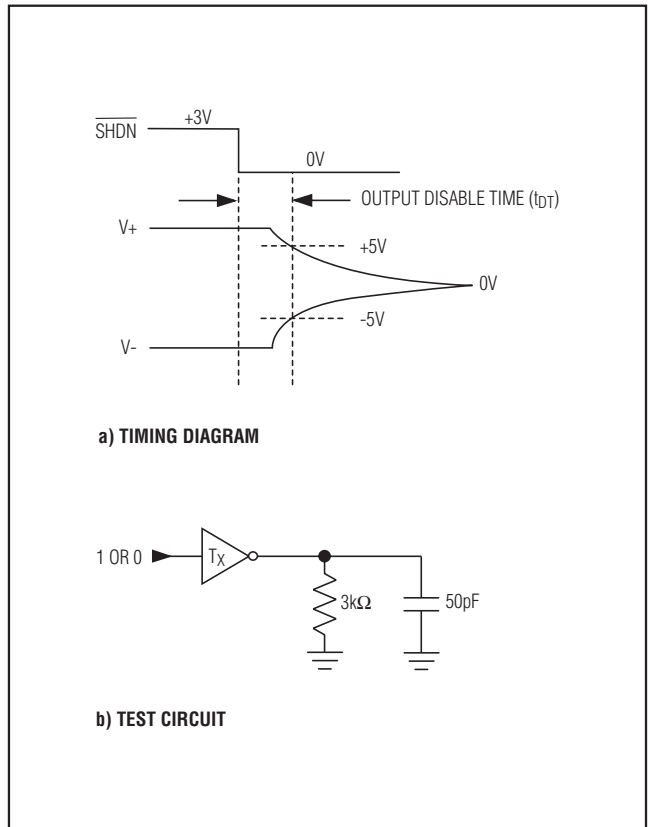 +3V
SHDN
0V
OUTPUT DISABLE TIME (tDT)
V+
+5V
0V
-5V
V-
a) TIMING DIAGRAM
1 OR 0
TX
3kΩ
50pF
b) TEST CIRCUIT